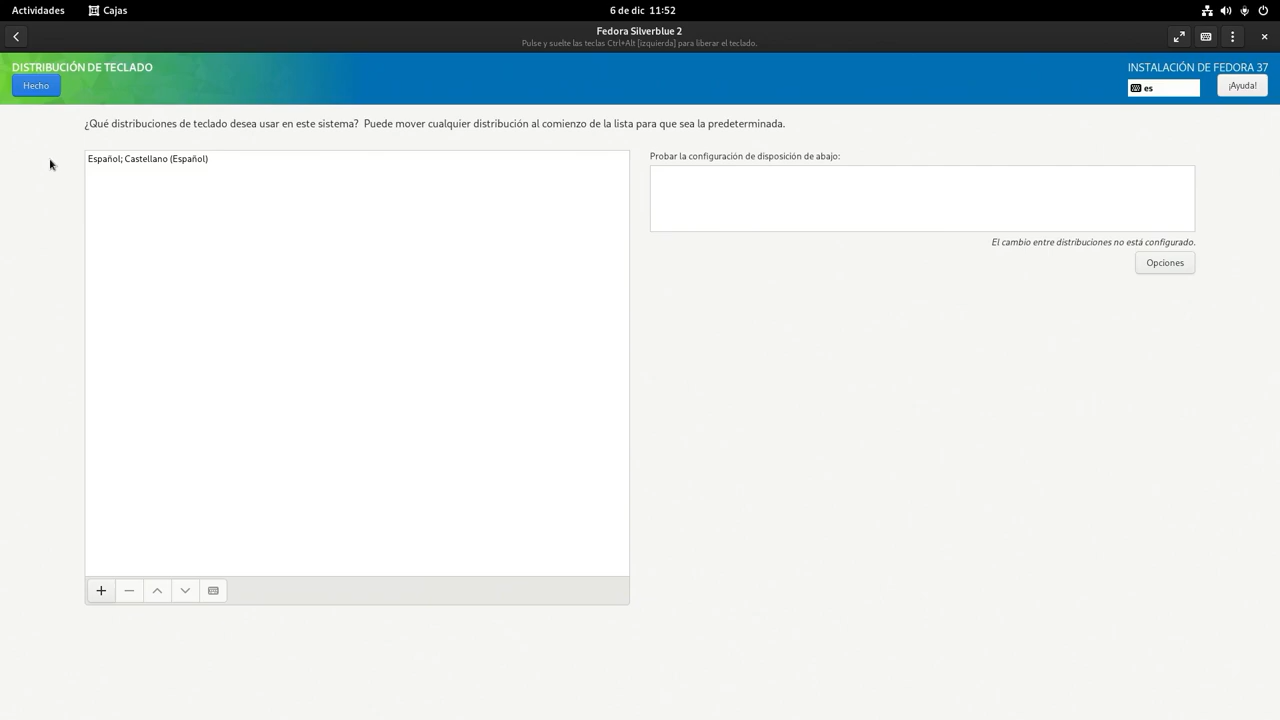 Actividades
Cajas
6 de dic 11:52
Fedora Silverblue 2
Pulse y suelte las teclas Ctrl+Alt [izquierda] para liberar el teclado.
DISTRIBUCIÓN DE TECLADO
INSTALACIÓN DE FEDORA 37
Hecho
es
¡Ayuda!
¿Qué distribuciones de teclado desea usar en este sistema? Puede mover cualquier distribución al comienzo de la lista para que sea la predeterminada.
Español; Castellano (Español)
Probar la configuración de disposición de abajo:
El cambio entre distribuciones no está configurado.
Opciones